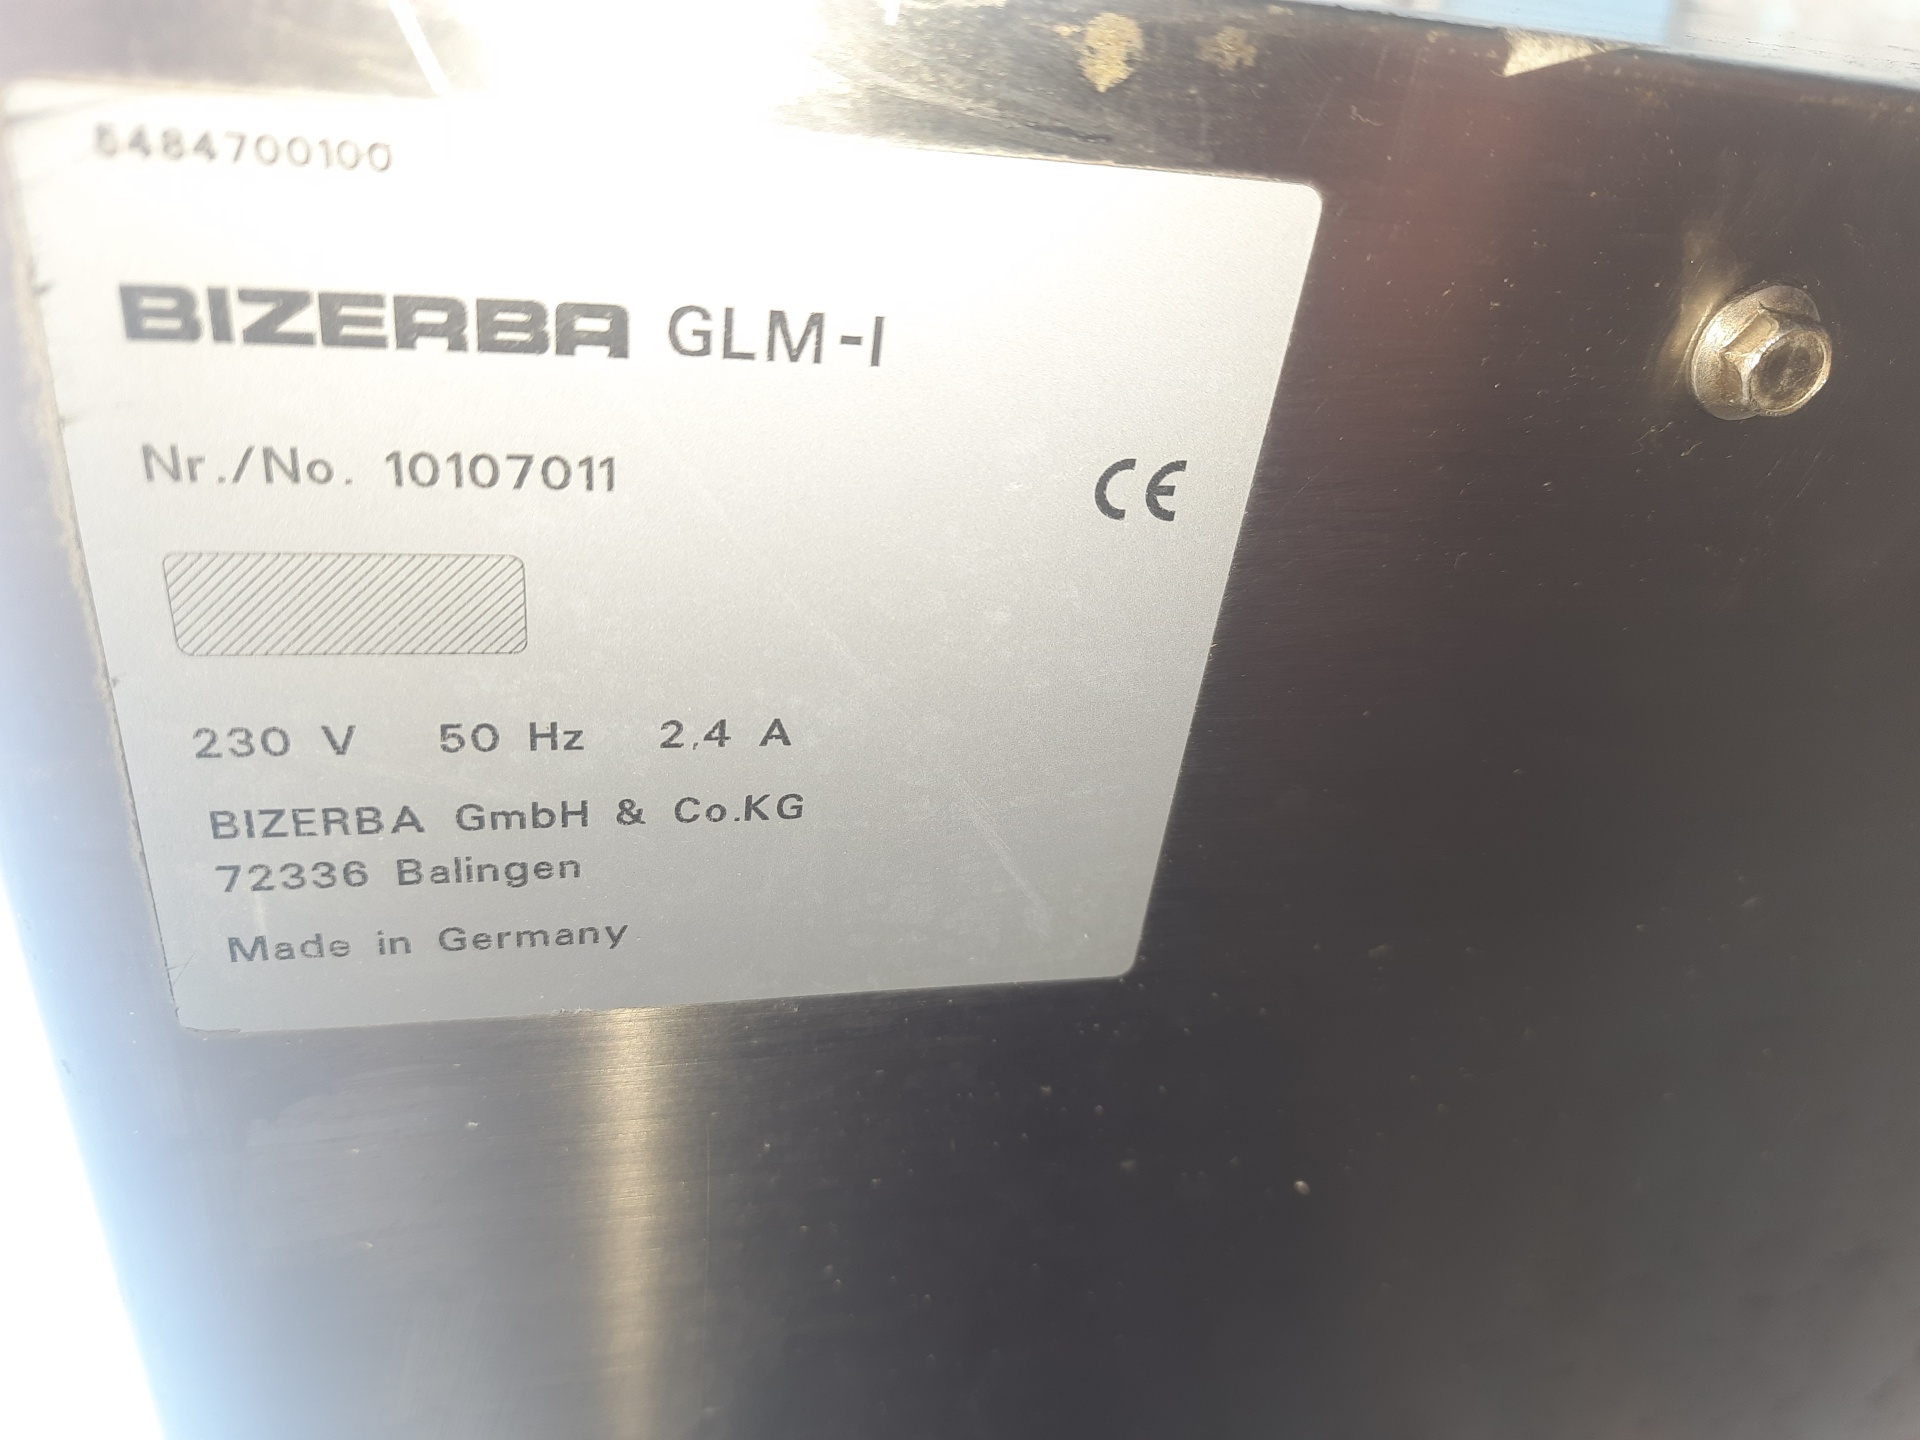 5484700100
BIZERBA GLM-I
Nr./No. 10107011
CE
230 V 50 Hz 2,4 A
BIZERBA GmbH & Co.KG
72336 Balingen
Made in Germany